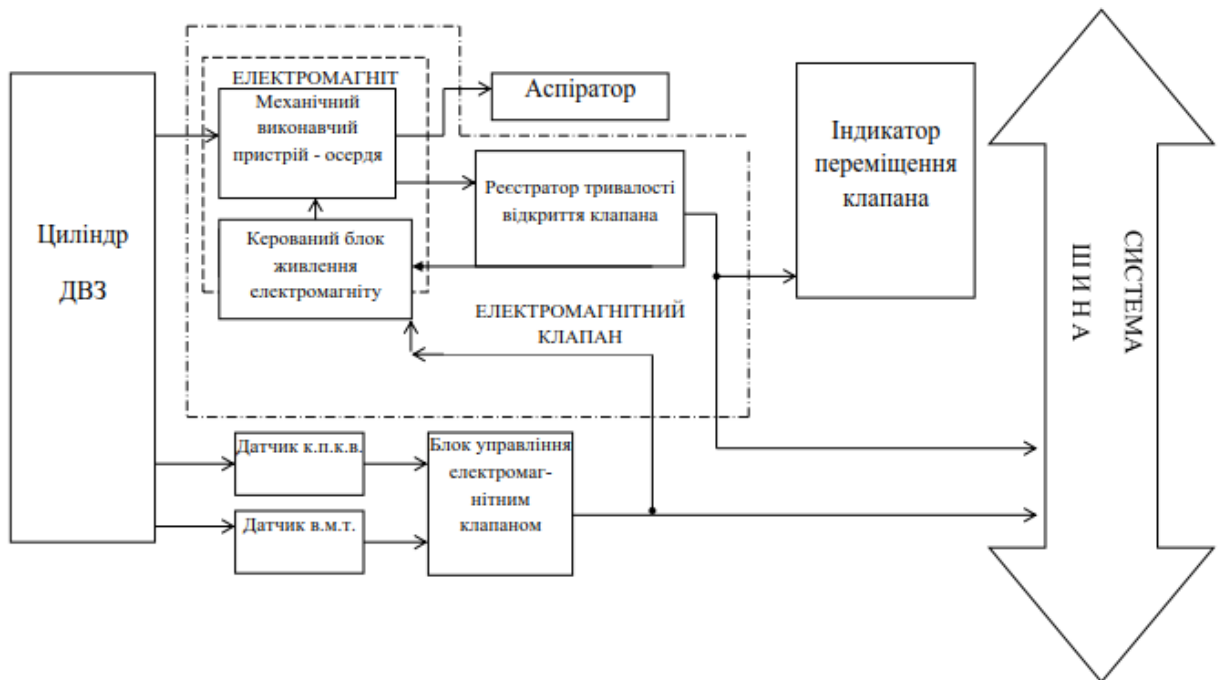 ЕЛЕКТРОМАГНІТ
Механічний
виконавчий
пристрій - осердя
Аспіратор
Індикатор
переміщення
клапана
Реєстратор тривалості
відкриття клапана
Циліндр
ДВЗ
Керований блок
живлення
електромагніту
ЕЛЕКТРОМАГНІТНИЙ
КЛАПАН
Датчик к.п.к.в.
Датчик в.м.т.
Блок управління
електромаг-
нітним
клапаном
СИСТЕМА
Ш И Н А